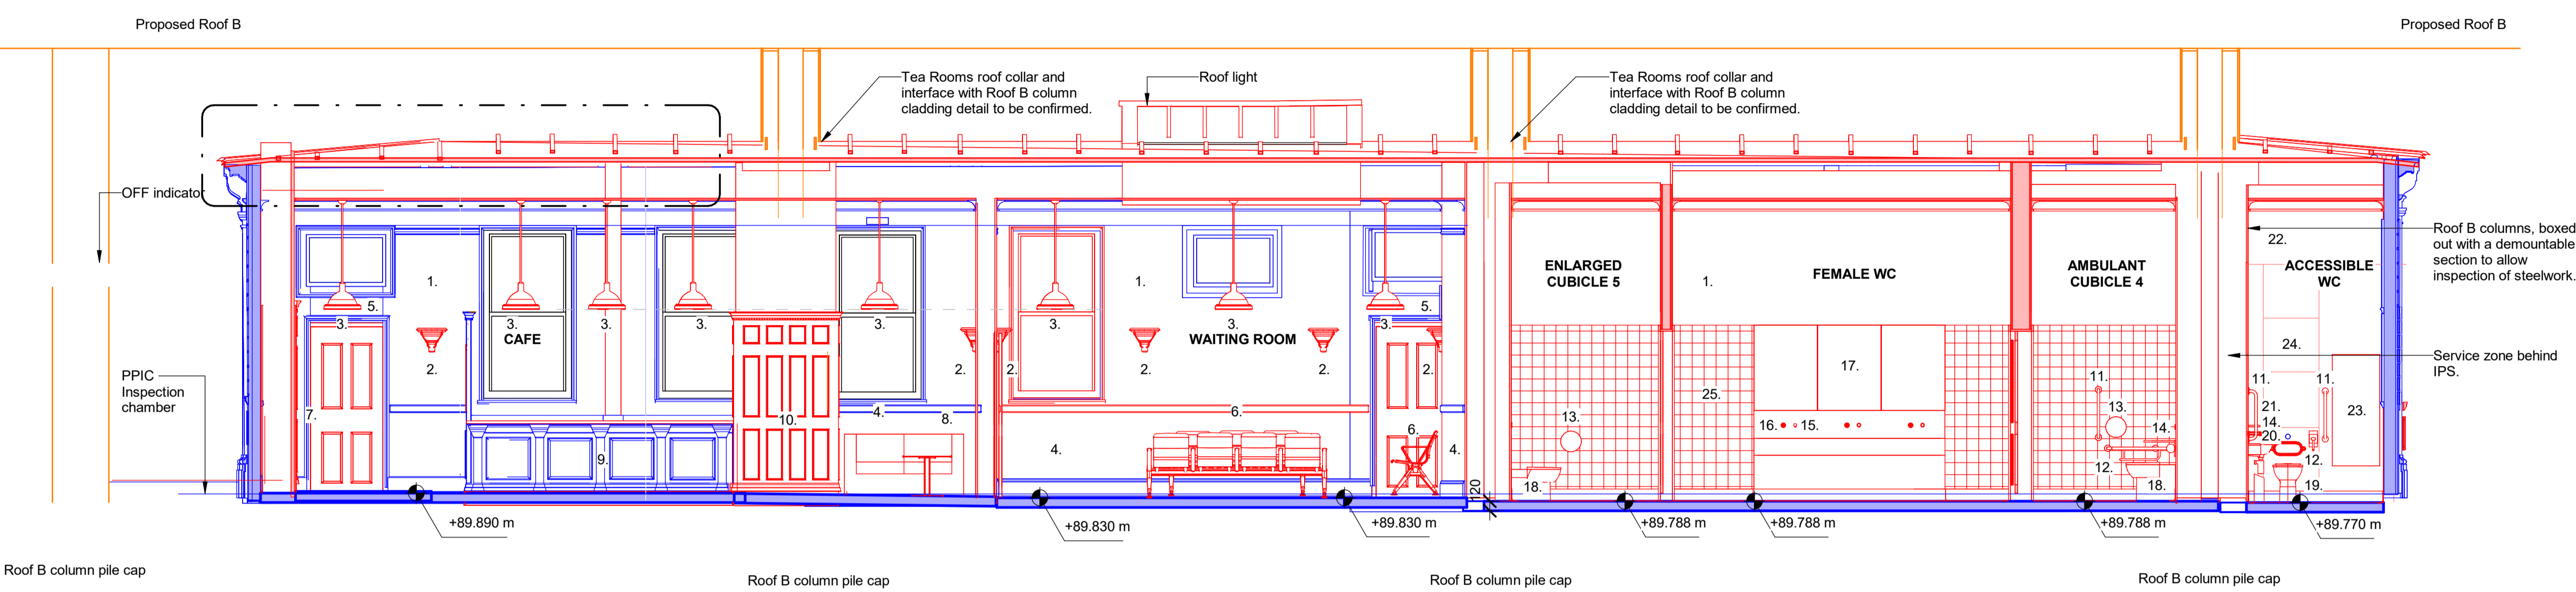 Proposed Roof B
Proposed Roof B
Tea Rooms roof collar and
interface with Roof B column
cladding detail to be confirmed.
Roof light
Tea Rooms roof collar and
interface with Roof B column
cladding detail to be confirmed.
OFF indicator
PPIC
Inspection
chamber
Roof B columns, boxed
out with a demountable
section to allow
inspection of steelwork.
Service zone behind
IPS.
1.
5.
3.
2.
7.
CAFE
3.
3.
3.
3.
9.
10.
4.
8.
2.
2.
3.
1.
2.
WAITING ROOM
3.
2.
3.
5.
2.
6.
4.
6.
4.
120
ENLARGED
CUBICLE 5
13.
18.
1.
FEMALE WC
25.
17.
16.
15.
AMBULANT
CUBICLE 4
11.
13.
14.
12.
18.
22.
ACCESSIBLE
WC
24.
11.
11.
21.
14.
20.
12.
19.
23.
+89.890 m
+89.830 m
+89.830 m
+89.788 m
+89.788 m
+89.788 m
+89.770 m
Roof B column pile cap
Roof B column pile cap
Roof B column pile cap
Roof B column pile cap